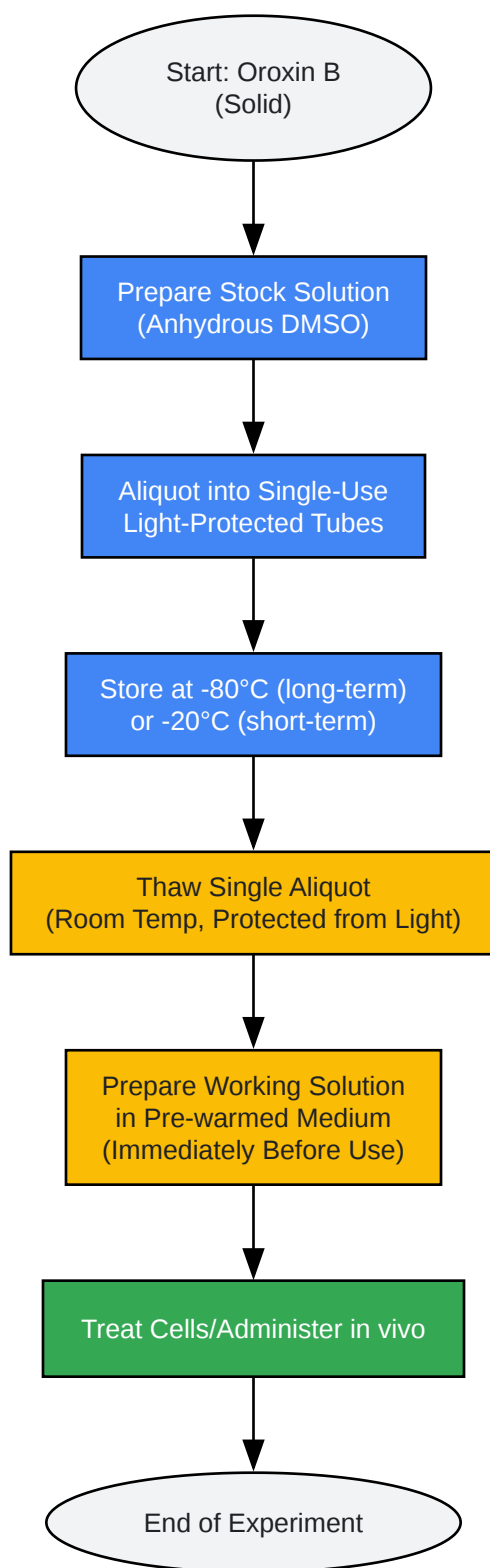 Start: Oroxin B
(Solid)
Prepare Stock Solution
(Anhydrous DMSO)
Aliquot into Single-Use
Light-Protected Tubes
Store at -80°C (long-term)
or -20°C (short-term)
Thaw Single Aliquot
(Room Temp, Protected from Light)
Prepare Working Solution
in Pre-warmed Medium
(Immediately Before Use)
Treat Cells/Administer in vivo
End of Experiment